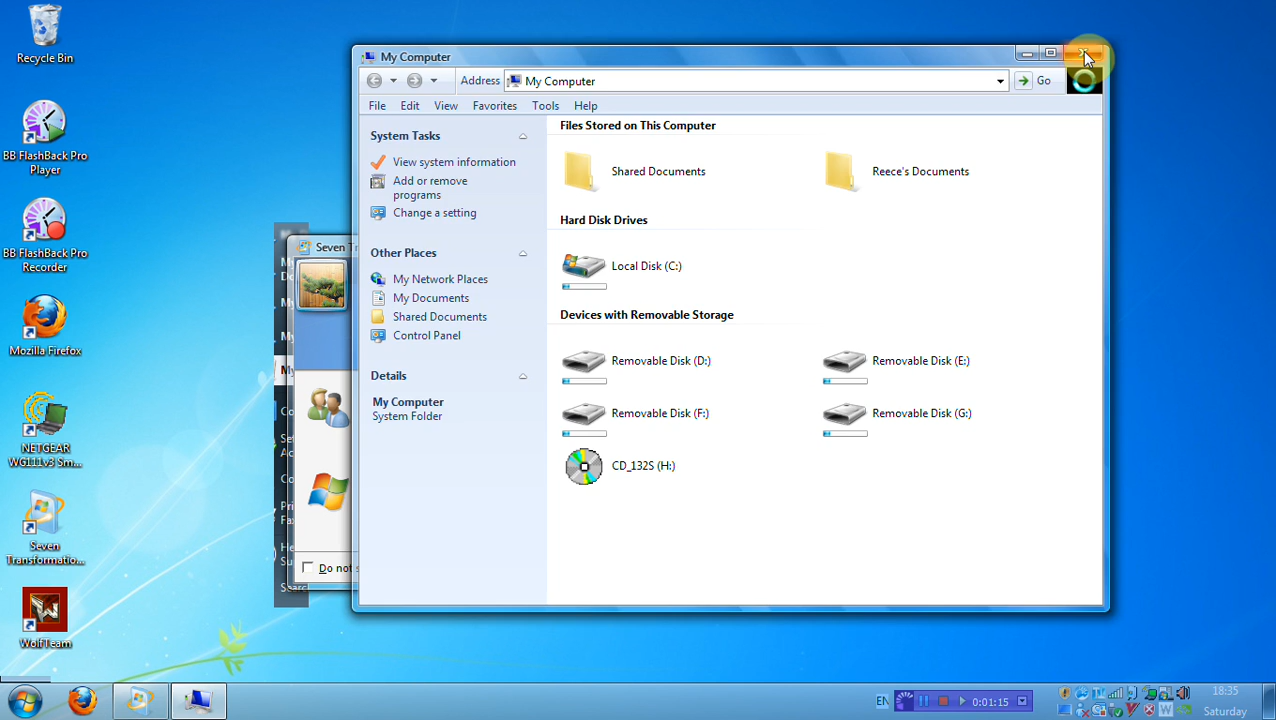 Recycle Bin
BB FlashBack Pro
Player
BB FlashBack Pro
Recorder
Mozilla Firefox
NETGEAR
WG111v3 Sm...
Seven
Transformatio...
WolfTeam
My Computer
Address
My Computer
Go
File Edit View Favorites Tools Help
System Tasks
View system information
Add or remove
programs
Change a setting
Other Places
My Network Places
My Documents
Shared Documents
Control Panel
Details
My Computer
System Folder
Files Stored on This Computer
Shared Documents
Reece's Documents
Hard Disk Drives
Local Disk (C:)
Devices with Removable Storage
Removable Disk (D:)
Removable Disk (E:)
Removable Disk (F:)
Removable Disk (G:)
CD_132S (H:)
Seven Tr
Do not s
Searc
EN
0:01:15
18:35
Saturday